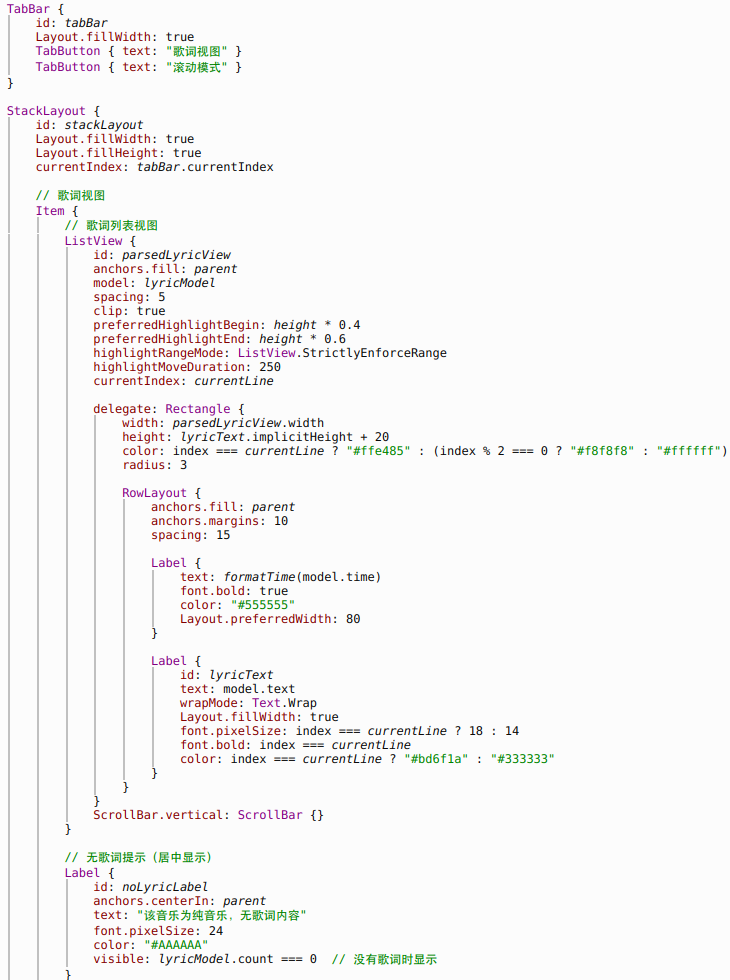 TabBar {
    id: tabBar
    Layout.fillWidth: true
    TabButton { text: "歌词视图" }
    TabButton { text: "滚动模式" }
}

StackLayout {
    id: stackLayout
    Layout.fillWidth: true
    Layout.fillHeight: true
    currentIndex: tabBar.currentIndex

    // 歌词视图
    Item {
        // 歌词列表视图
        ListView {
            id: parsedLyricView
            anchors.fill: parent
            model: lyricModel
            spacing: 5
            clip: true
            preferredHighlightBegin: height * 0.4
            preferredHighlightEnd: height * 0.6
            highlightRangeMode: ListView.StrictlyEnforceRange
            highlightMoveDuration: 250
            currentIndex: currentLine

            delegate: Rectangle {
                width: parsedLyricView.width
                height: lyricText.implicitHeight + 20
                color: index === currentLine ? "#ffe485" : (index % 2 === 0 ? "#f8f8f8" : "#ffffff")
                radius: 3

                RowLayout {
                    anchors.fill: parent
                    anchors.margins: 10
                    spacing: 15

                    Label {
                        text: formatTime(model.time)
                        font.bold: true
                        color: "#555555"
                        Layout.preferredWidth: 80
                    }

                    Label {
                        id: lyricText
                        text: model.text
                        wrapMode: Text.Wrap
                        Layout.fillWidth: true
                        font.pixelSize: index === currentLine ? 18 : 14
                        font.bold: index === currentLine
                        color: index === currentLine ? "#bd6f1a" : "#333333"
                    }
                }
            }
            ScrollBar.vertical: ScrollBar {}
        }

        // 无歌词提示（居中显示）
        Label {
            id: noLyricLabel
            anchors.centerIn: parent
            text: "该音乐为纯音乐，无歌词内容"
            font.pixelSize: 24
            color: "#AAAAAA"
            visible: lyricModel.count === 0  // 没有歌词时显示
        }